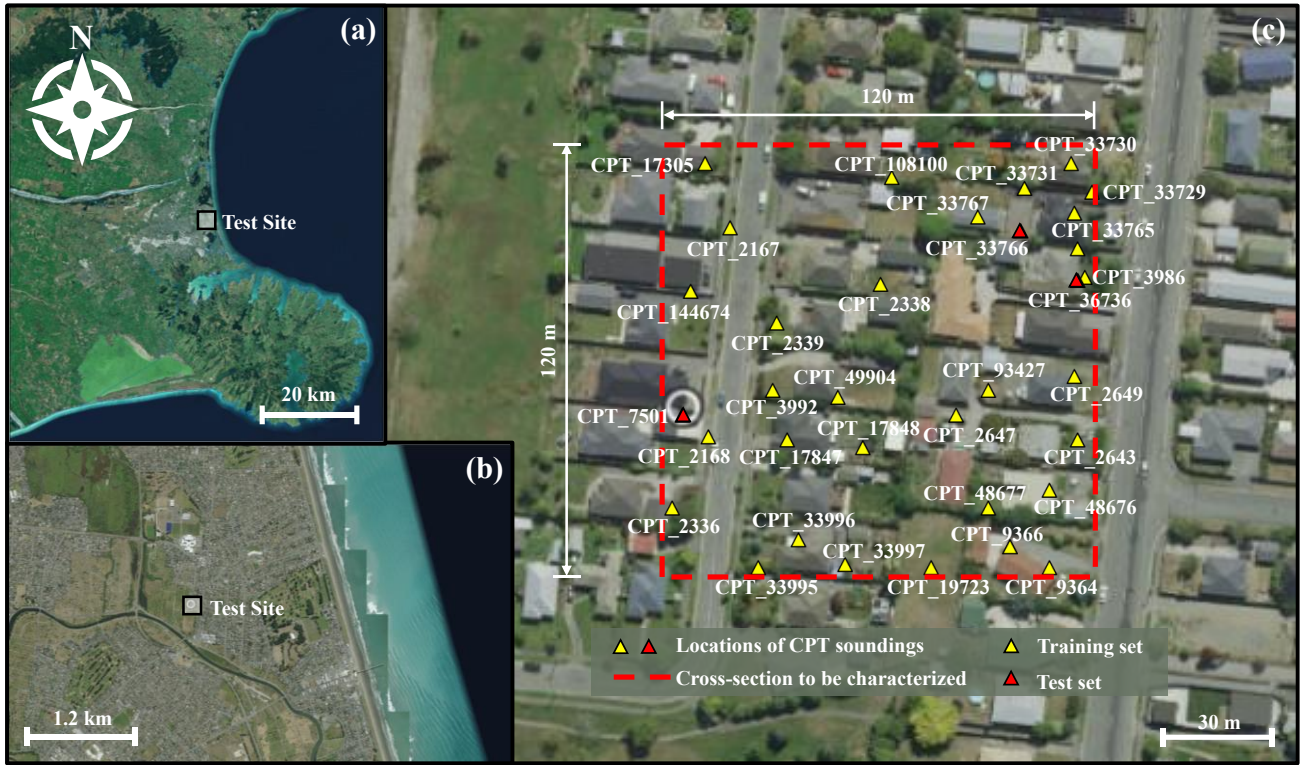 (a)
N
Test Site
20 km
(b)
Test Site
1.2 km
(c)
120 m
120 m
CPT_33730
CPT_17305
CPT_108100
CPT_33731
CPT_33729
CPT_33767
CPT_33765
CPT_2167
CPT_33766
CPT_3986
CPT_144674
CPT_2338
CPT_36736
CPT_2339
CPT_49904
CPT_93427
CPT_3992
CPT_2649
CPT_7501
CPT_17848
CPT_2168
CPT_17847
CPT_2647
CPT_2643
CPT_48677
CPT_48676
CPT_2336
CPT_33996
CPT_9366
CPT_33997
CPT_33995
CPT_19723
CPT_9364
Locations of CPT soundings
Training set
Cross-section to be characterized
Test set
30 m